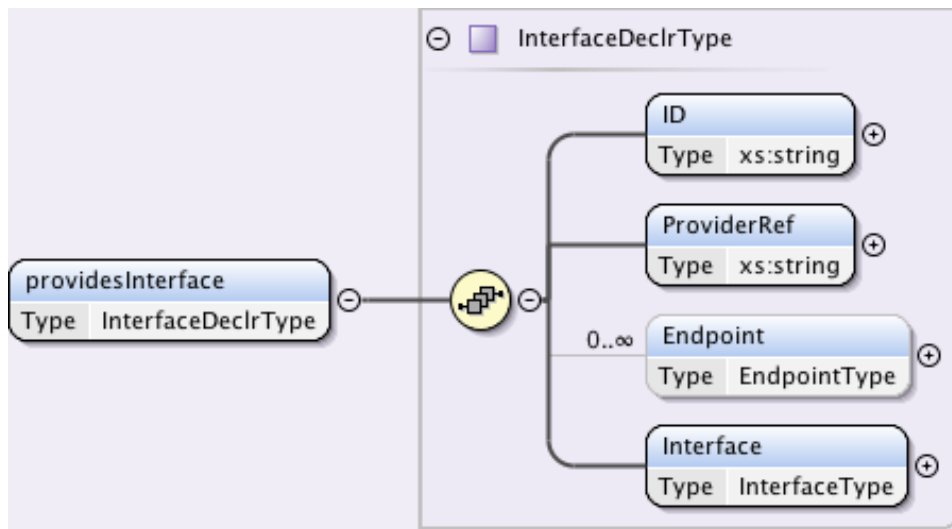 InterfaceDeclrType
ID
Type xs:string
ProviderRef
Type xs:string
providesInterface
Type InterfaceDeclrType
0..∞
Endpoint
Type EndpointType
Interface
Type InterfaceType